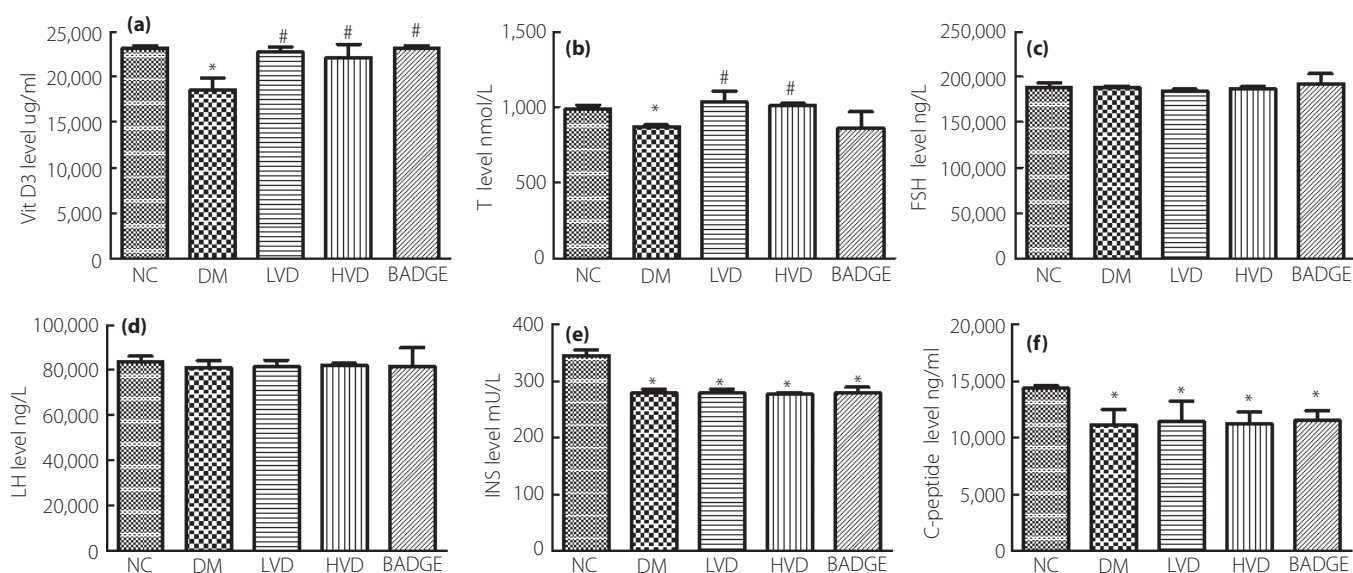 (a)
Vit D3 level ug/ml
25,000
20,000
15,000
10,000
5,000
0
*
#
#
#
NC DM LVD HVD BADGE
(b)
T level nmol/L
1,500
1,000
500
0
*
#
#
NC DM LVD HVD BADGE
(c)
FSH level ng/L
250,000
200,000
150,000
100,000
50,000
0
NC DM LVD HVD BADGE
(d)
LH level ng/L
100,000
80,000
60,000
40,000
20,000
0
NC DM LVD HVD BADGE
(e)
INS level mU/L
400
300
200
100
0
*
*
*
*
NC DM LVD HVD BADGE
(f)
C-peptide level ng/ml
20,000
15,000
10,000
5,000
0
*
*
*
*
NC DM LVD HVD BADGE